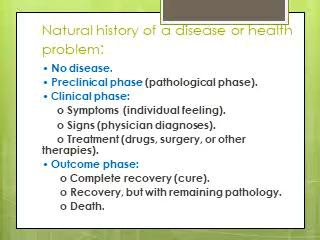 Natural history of a disease or health
problem:
• No disease.
• Preclinical phase (pathological phase).
• Clinical phase:
o Symptoms (individual feeling).
o Signs (physician diagnoses).
o Treatment (drugs, surgery, or other
therapies).
• Outcome phase:
o Complete recovery (cure).
o Recovery, but with remaining pathology.
o Death.